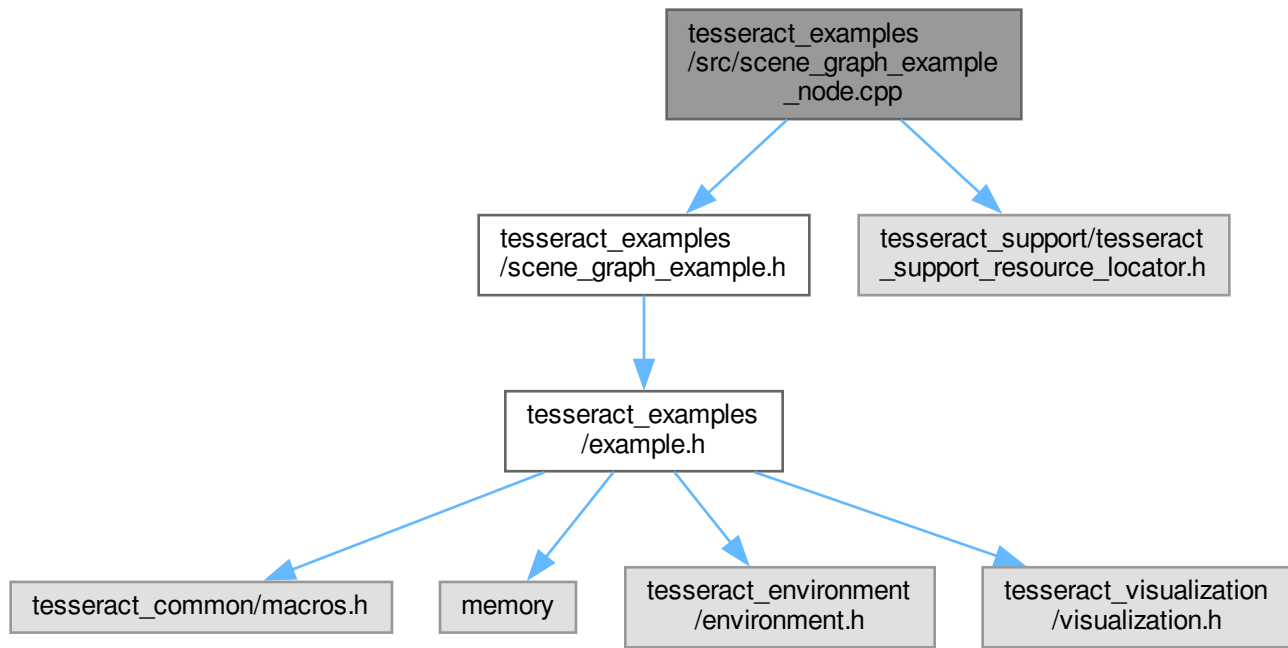 tesseract_examples
/src/scene_graph_example
_node.cpp
tesseract_examples
/scene_graph_example.h
tesseract_support/tesseract
_support_resource_locator.h
tesseract_examples
/example.h
tesseract_common/macros.h
memory
tesseract_environment
/environment.h
tesseract_visualization
/visualization.h